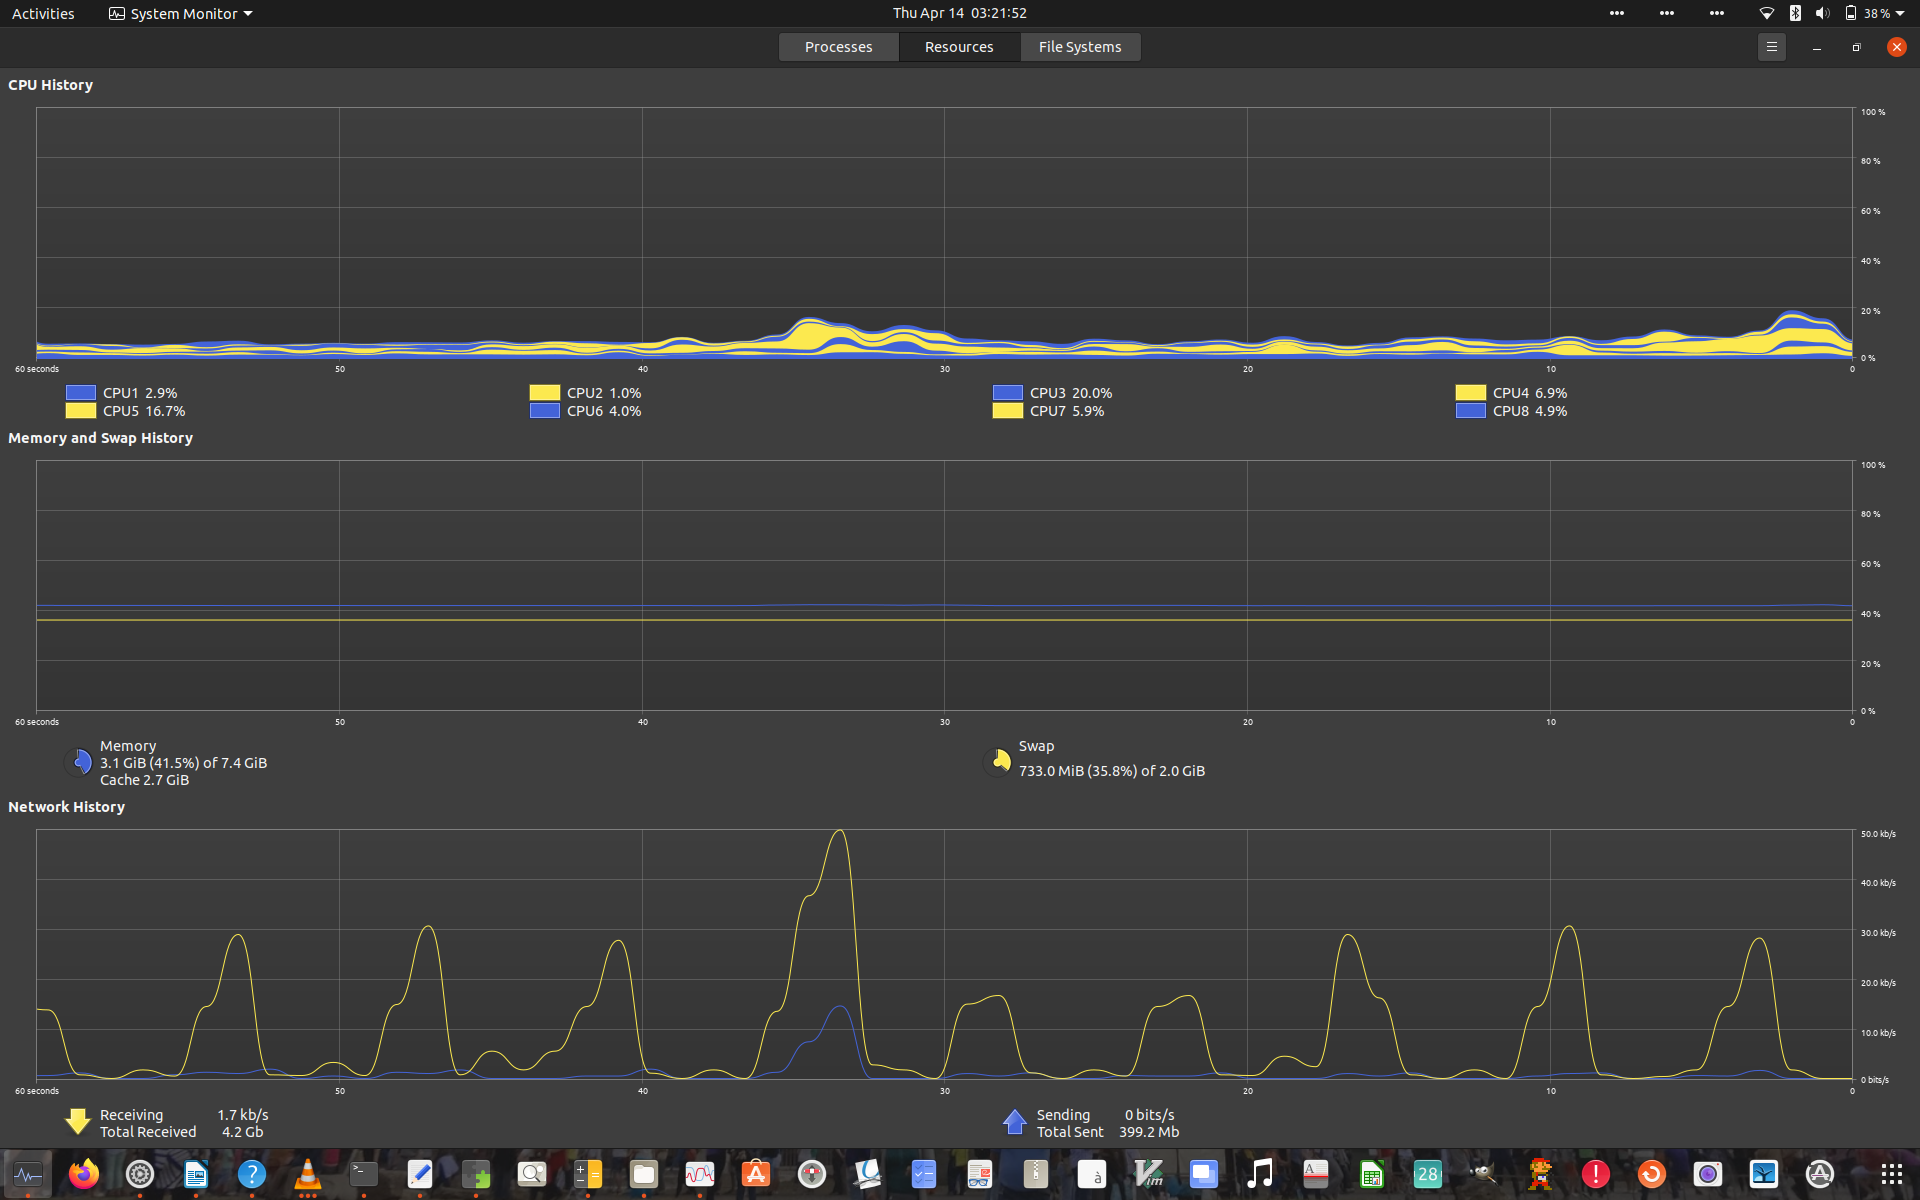 Activities System Monitor Thu Apr 14 03:21:52 38 %
Processes Resources File Systems
CPU History
100 %
80 %
60 %
40 %
20 %
0 %
60 seconds 50 40 30 20 10 0
CPU1 2.9% CPU2 1.0% CPU3 20.0% CPU4 6.9%
CPU5 16.7% CPU6 4.0% CPU7 5.9% CPU8 4.9%
Memory and Swap History
100 %
80 %
60 %
40 %
20 %
0 %
60 seconds 50 40 30 20 10 0
Memory
3.1 GiB (41.5%) of 7.4 GiB
Cache 2.7 GiB
Swap
733.0 MiB (35.8%) of 2.0 GiB
Network History
50.0 kb/s
40.0 kb/s
30.0 kb/s
20.0 kb/s
10.0 kb/s
0 bits/s
60 seconds 50 40 30 20 10 0
Receiving 1.7 kb/s Sending 0 bits/s
Total Received 4.2 Gb Total Sent 399.2 Mb
? >_ à Vim A 28 !